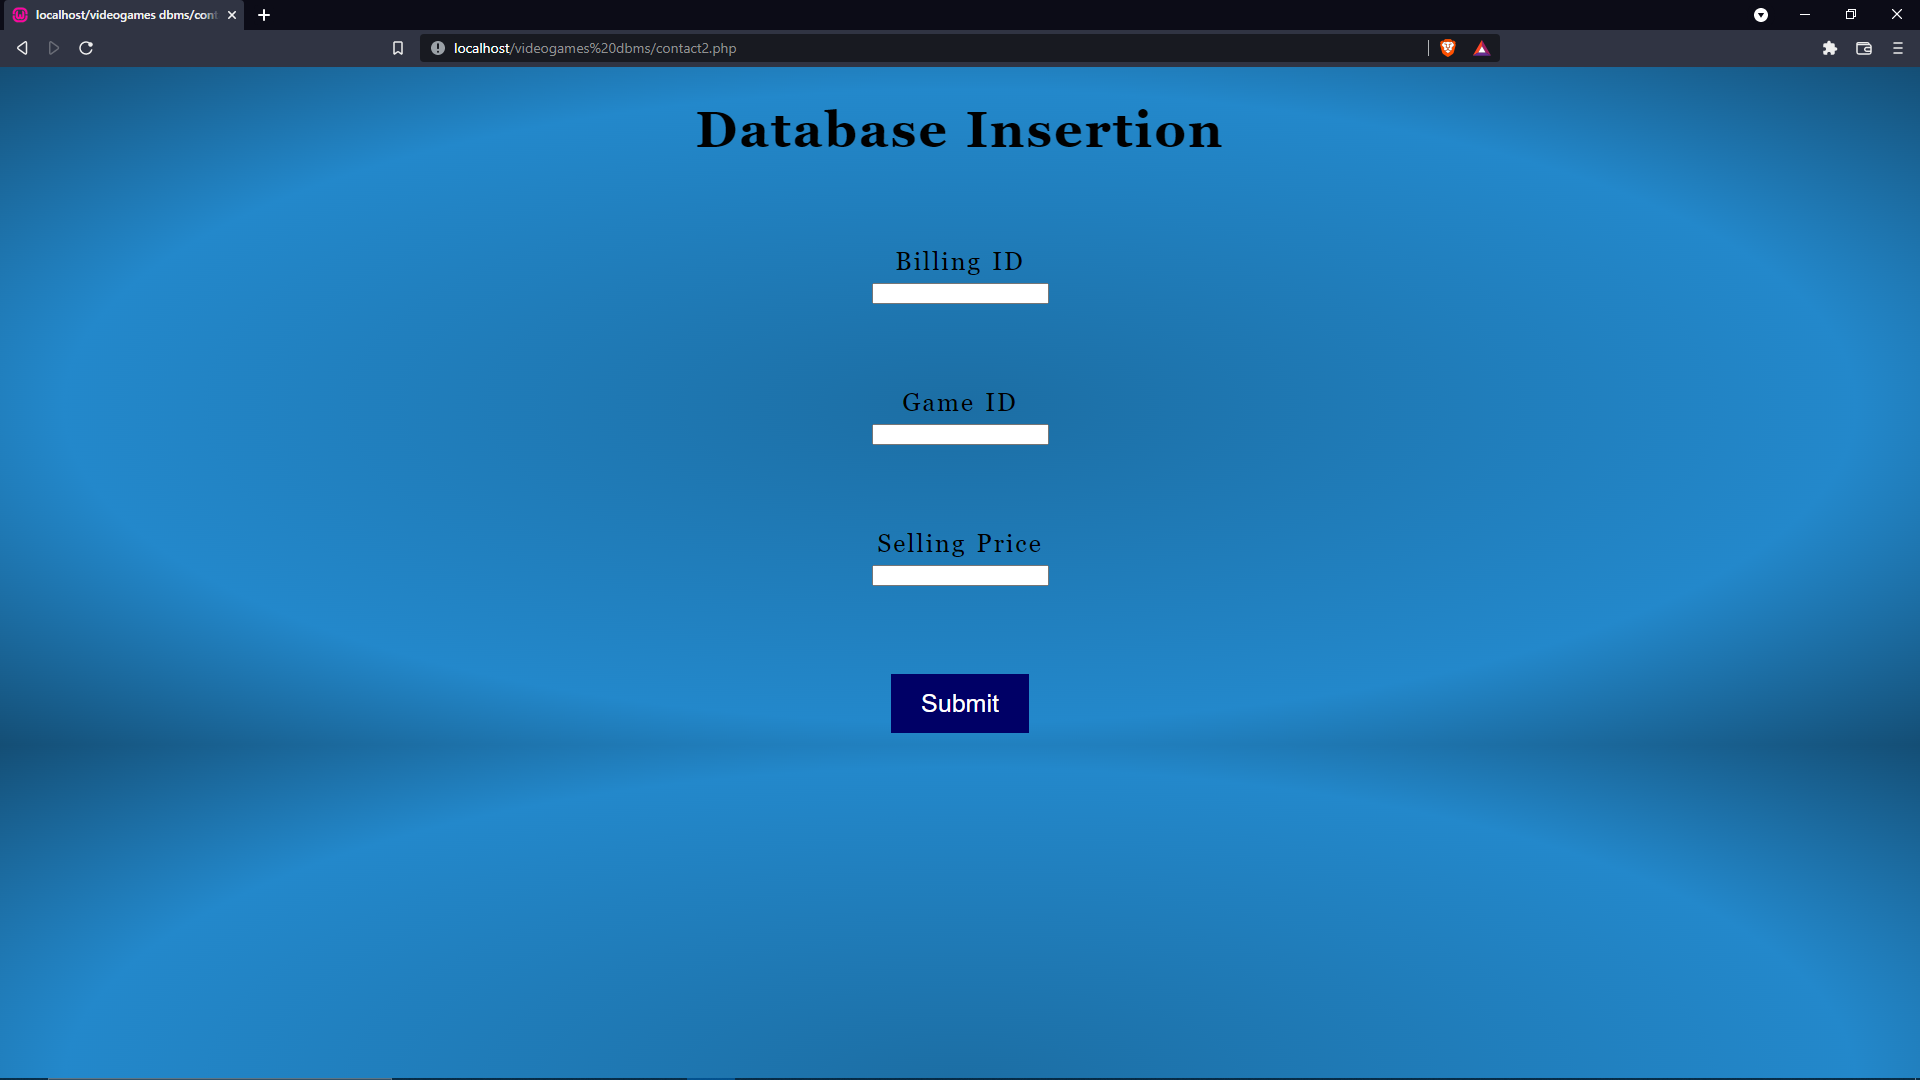 localhost/videogames dbms/cont
localhost/videogames%20dbms/contact2.php
Database Insertion
Billing ID
Game ID
Selling Price
Submit